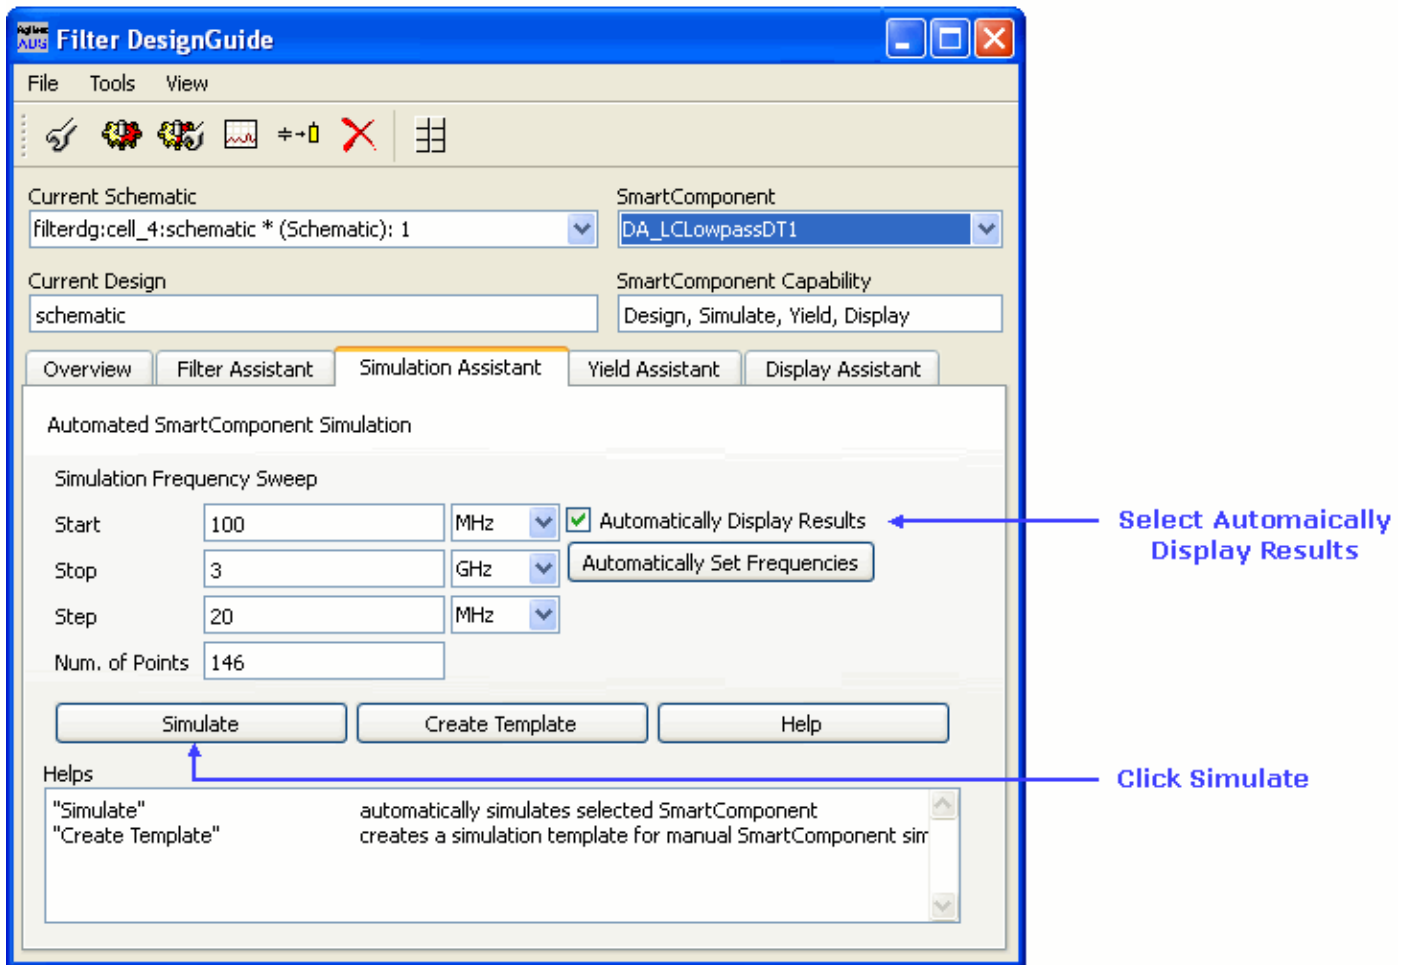 Agilent
ADS
Filter DesignGuide
File Tools View
Current Schematic SmartComponent
filterdg:cell_4:schematic * (Schematic): 1 DA_LCLowpassDT1
Current Design SmartComponent Capability
schematic Design, Simulate, Yield, Display
Overview Filter Assistant Simulation Assistant Yield Assistant Display Assistant
Automated SmartComponent Simulation
Simulation Frequency Sweep
Start 100 MHz Automatically Display Results
Select Automaically
Display Results
Stop 3 GHz Automatically Set Frequencies
Step 20 MHz
Num. of Points 146
Simulate Create Template Help
Click Simulate
Helps
"Simulate" automatically simulates selected SmartComponent
"Create Template" creates a simulation template for manual SmartComponent sim